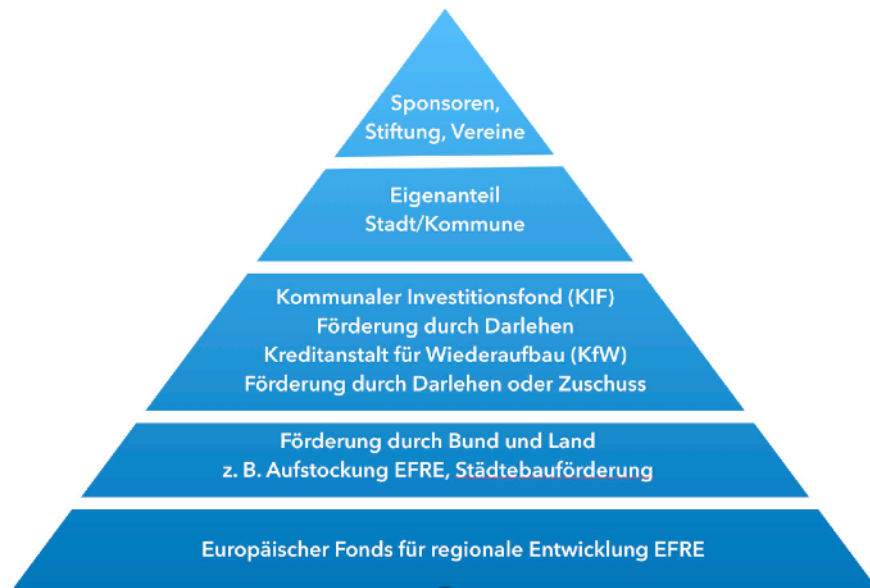 Sponsoren,
Stiftung, Vereine
Eigenanteil
Stadt/Kommune
Kommunaler Investitionsfond (KIF)
Förderung durch Darlehen
Kreditanstalt für Wiederaufbau (KfW)
Förderung durch Darlehen oder Zuschuss
Förderung durch Bund und Land
z. B. Aufstockung EFRE, Städtebauförderung
Europäischer Fonds für regionale Entwicklung EFRE